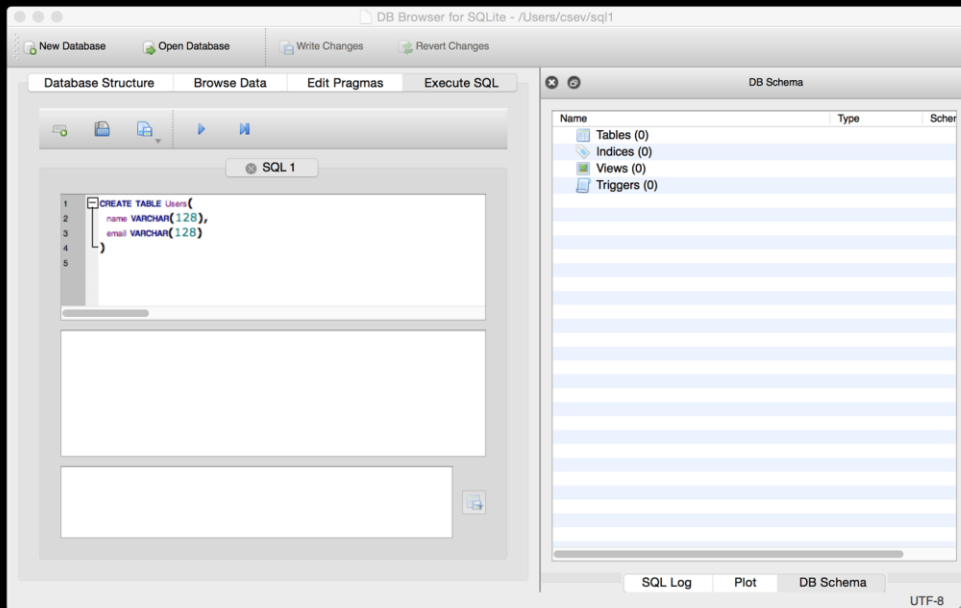 DB Browser for SQLite - /Users/csev/sql1
New Database Open Database Write Changes Revert Changes
Database Structure Browse Data Edit Pragmas Execute SQL
SQL 1
1 CREATE TABLE Users(
2 name VARCHAR(128),
3 email VARCHAR(128)
4 )
5
DB Schema
Name Type Scher
Tables (0)
Indices (0)
Views (0)
Triggers (0)
SQL Log Plot DB Schema
UTF-8